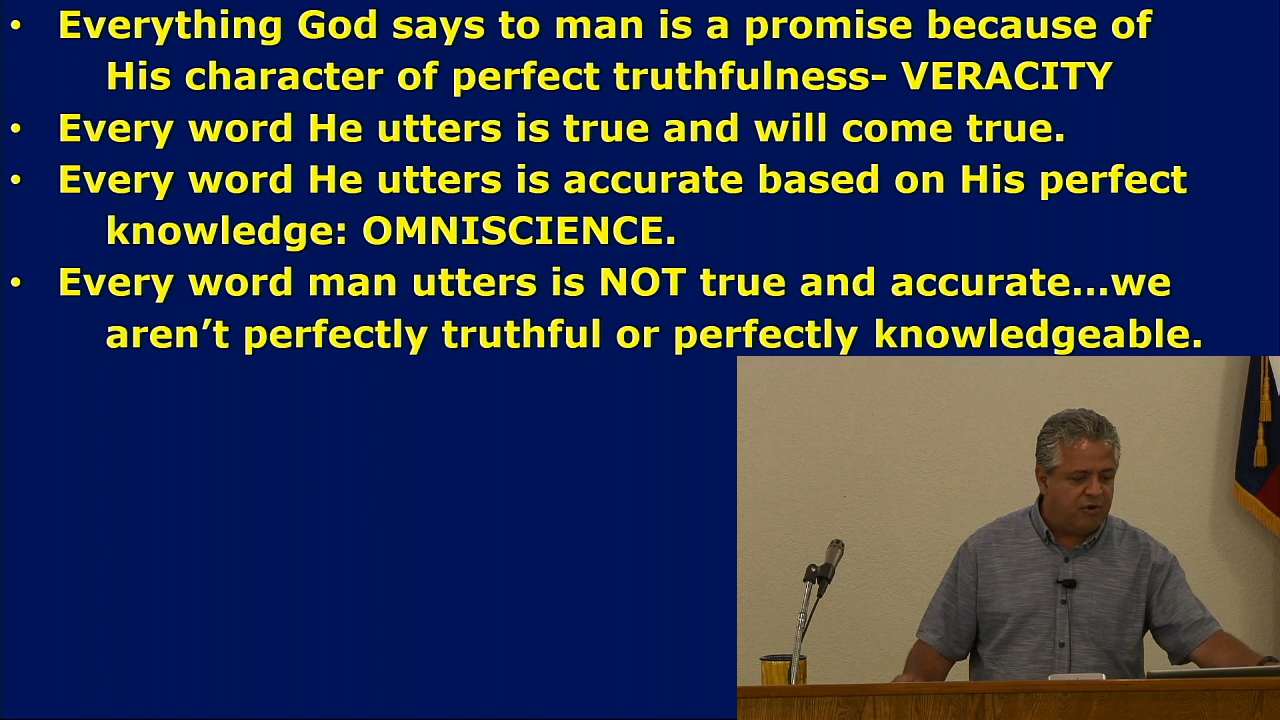 • Everything God says to man is a promise because of
His character of perfect truthfulness- VERACITY
• Every word He utters is true and will come true.
• Every word He utters is accurate based on His perfect
knowledge: OMNISCIENCE.
• Every word man utters is NOT true and accurate...we
aren’t perfectly truthful or perfectly knowledgeable.